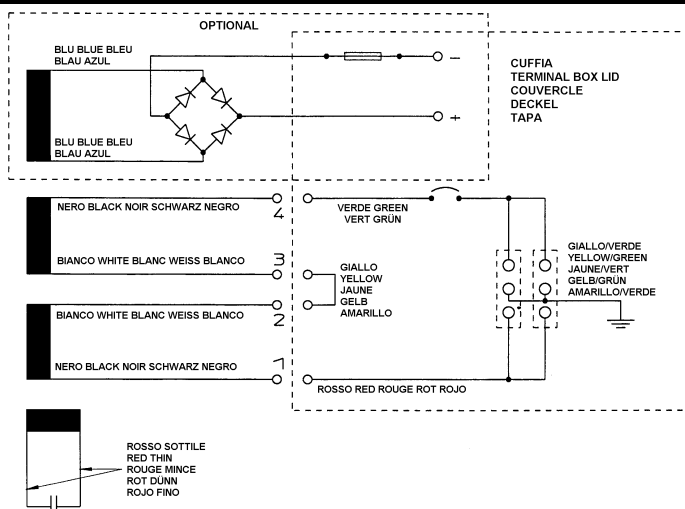 OPTIONAL
BLU BLUE BLEU
BLAU AZUL
−
CUFFIA
TERMINAL BOX LID
COUVERCLE
DECKEL
TAPA
+
BLU BLUE BLEU
BLAU AZUL
NERO BLACK NOIR SCHWARZ NEGRO
4
VERDE GREEN
VERT GRÜN
BIANCO WHITE BLANC WEISS BLANCO
3
GIALLO
YELLOW
JAUNE
GELB
AMARILLO
GIALLO/VERDE
YELLOW/GREEN
JAUNE/VERT
GELB/GRÜN
AMARILLO/VERDE
BIANCO WHITE BLANC WEISS BLANCO
2
NERO BLACK NOIR SCHWARZ NEGRO
1
ROSSO RED ROUGE ROT ROJO
ROSSO SOTTILE
RED THIN
ROUGE MINCE
ROT DÜNN
ROJO FINO